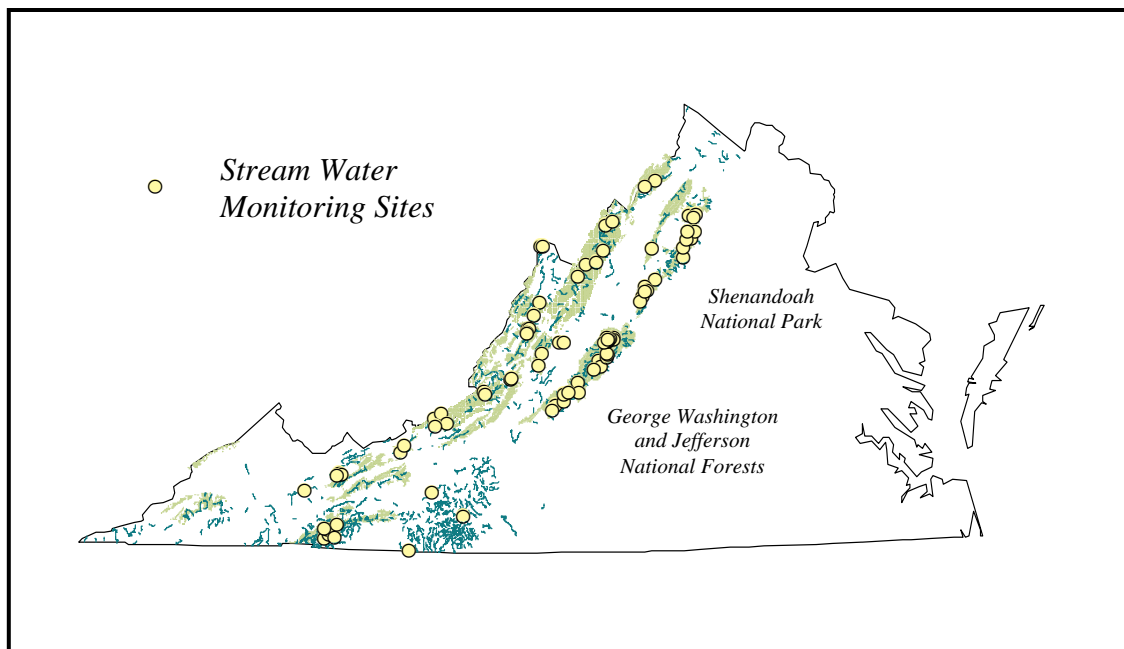 Stream Water
Monitoring Sites
Shenandoah
National Park
George Washington
and Jefferson
National Forests